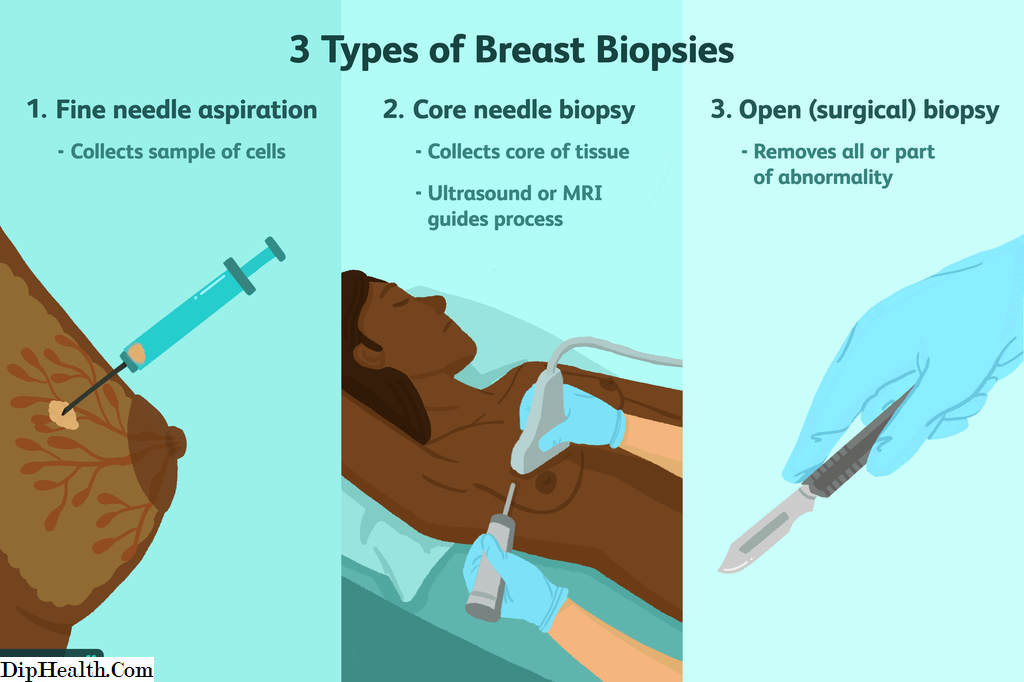 3 Types of Breast Biopsies
1. Fine needle aspiration
- Collects sample of cells
2. Core needle biopsy
- Collects core of tissue
- Ultrasound or MRI
guides process
3. Open (surgical) biopsy
- Removes all or part
of abnormality
DipHealth.Com